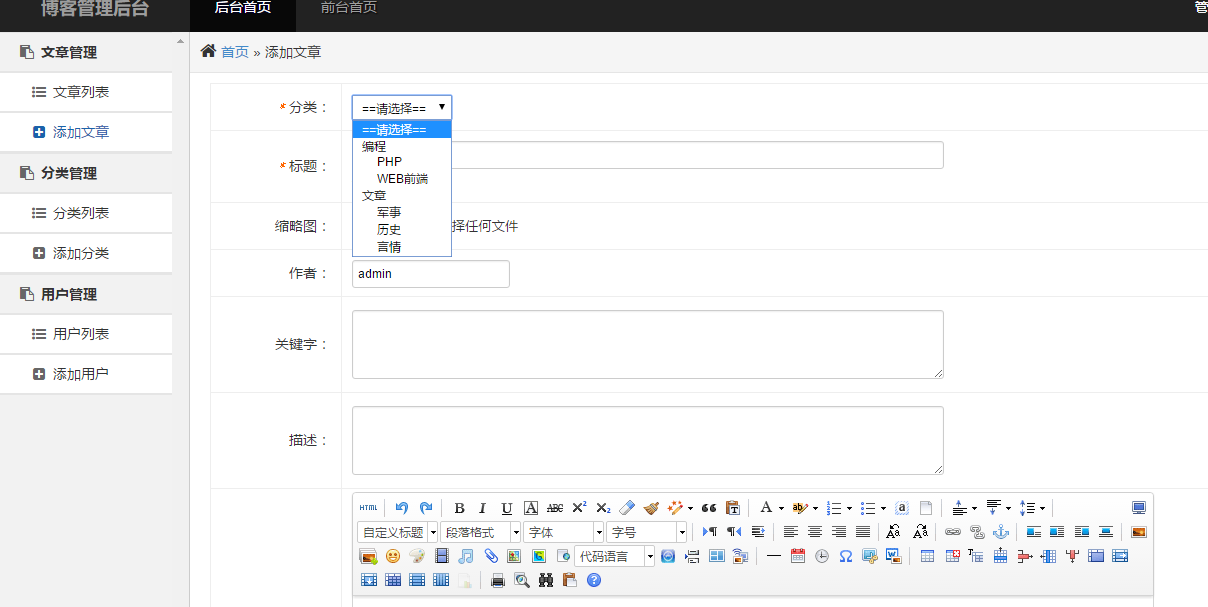 博客管理后台 后台首页 前台首页 管
文章管理
文章列表
添加文章
分类管理
分类列表
添加分类
用户管理
用户列表
添加用户
首页 » 添加文章
*分类： ==请选择==
==请选择==
编程
PHP
WEB前端
文章
军事
历史
言情
*标题：
缩略图： 择任何文件
作者： admin
关键字：
描述：
HTML B I U A ABC X² X₂ A ab a
自定义标题 段落格式 字体 字号
代码语言